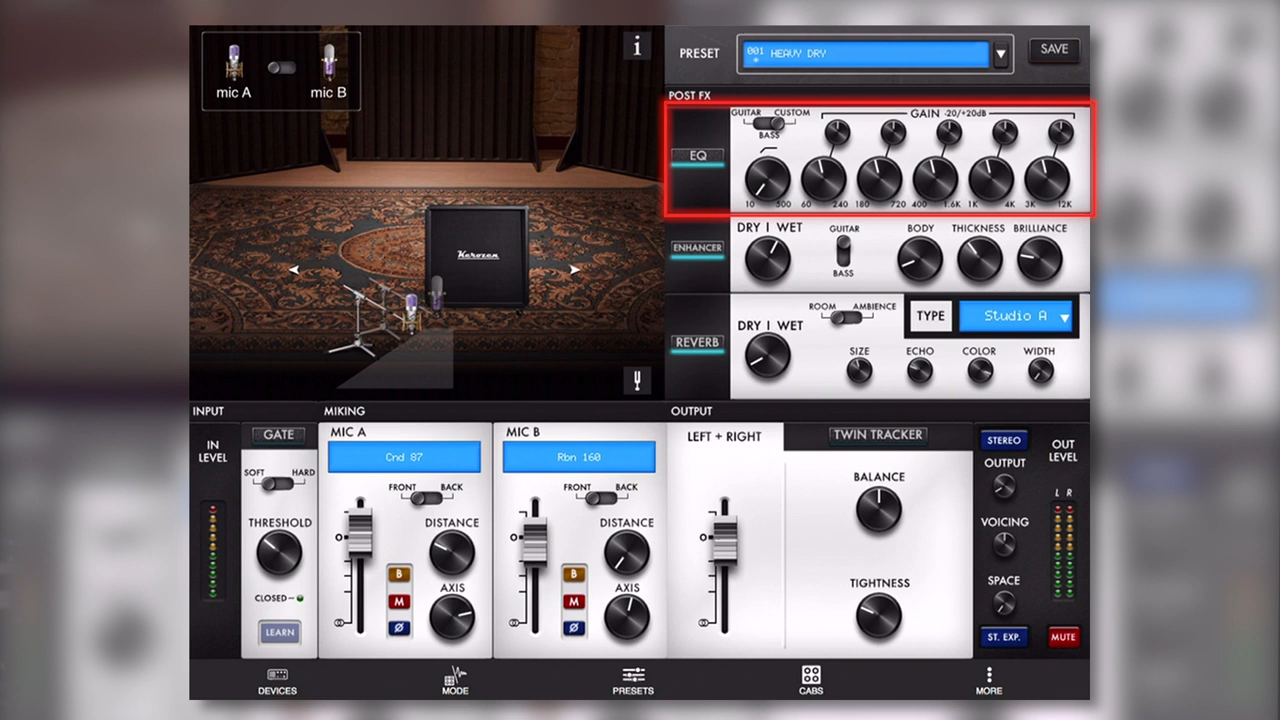 mic A
mic B
i
PRESET
001 HEAVY DRY
*
SAVE
POST FX
EQ
GUITAR
CUSTOM
BASS
GAIN -20/+20dB
10 500 60 240 180 720 400 1.6K 1K 4K 3K 12K
Kerozen
ENHANCER
DRY | WET
GUITAR
BASS
BODY
THICKNESS
BRILLIANCE
REVERB
DRY | WET
ROOM
AMBIENCE
TYPE
Studio A
SIZE
ECHO
COLOR
WIDTH
INPUT
MIKING
OUTPUT
IN
LEVEL
GATE
SOFT
HARD
THRESHOLD
CLOSED
LEARN
MIC A
Cnd 87
FRONT
BACK
DISTANCE
AXIS
0
∞
B
M
Ø
MIC B
Rbn 160
FRONT
BACK
DISTANCE
AXIS
0
∞
B
M
Ø
LEFT + RIGHT
0
∞
TWIN TRACKER
BALANCE
TIGHTNESS
STEREO
OUTPUT
VOICING
SPACE
ST. EXP.
OUT
LEVEL
L R
MUTE
DEVICES
MODE
PRESETS
CABS
MORE